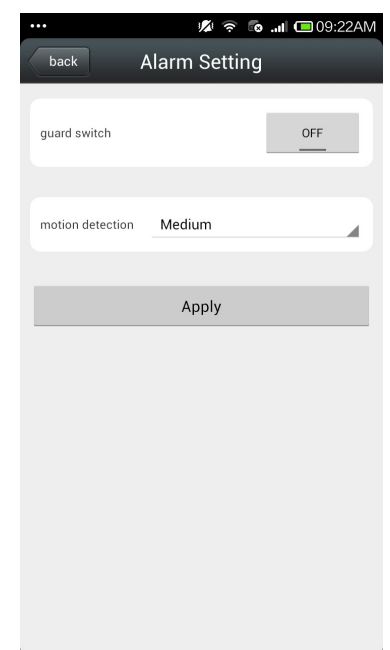 09:22AM
back
Alarm Setting
guard switch
OFF
motion detection
Medium
Apply